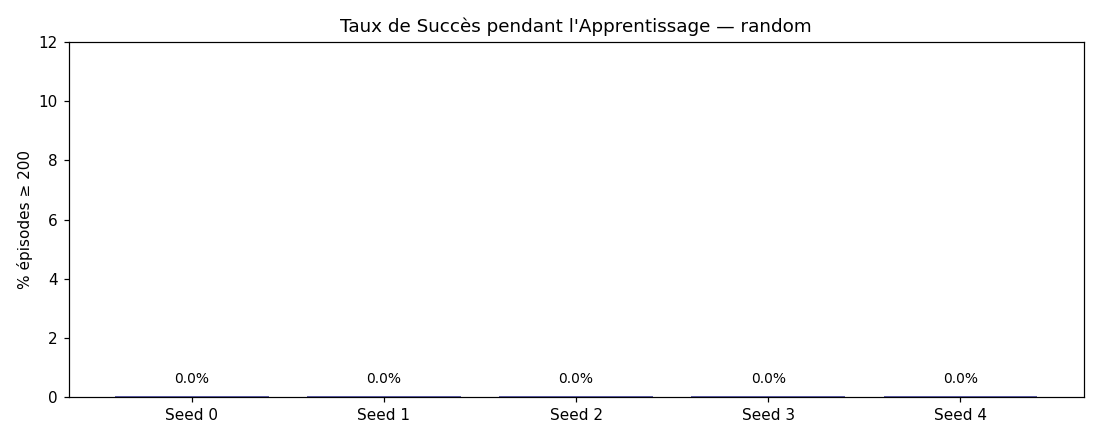 Taux de Succès pendant l'Apprentissage — random
% épisodes ≥ 200
12
10
8
6
4
2
0
0.0% 0.0% 0.0% 0.0% 0.0%
Seed 0 Seed 1 Seed 2 Seed 3 Seed 4